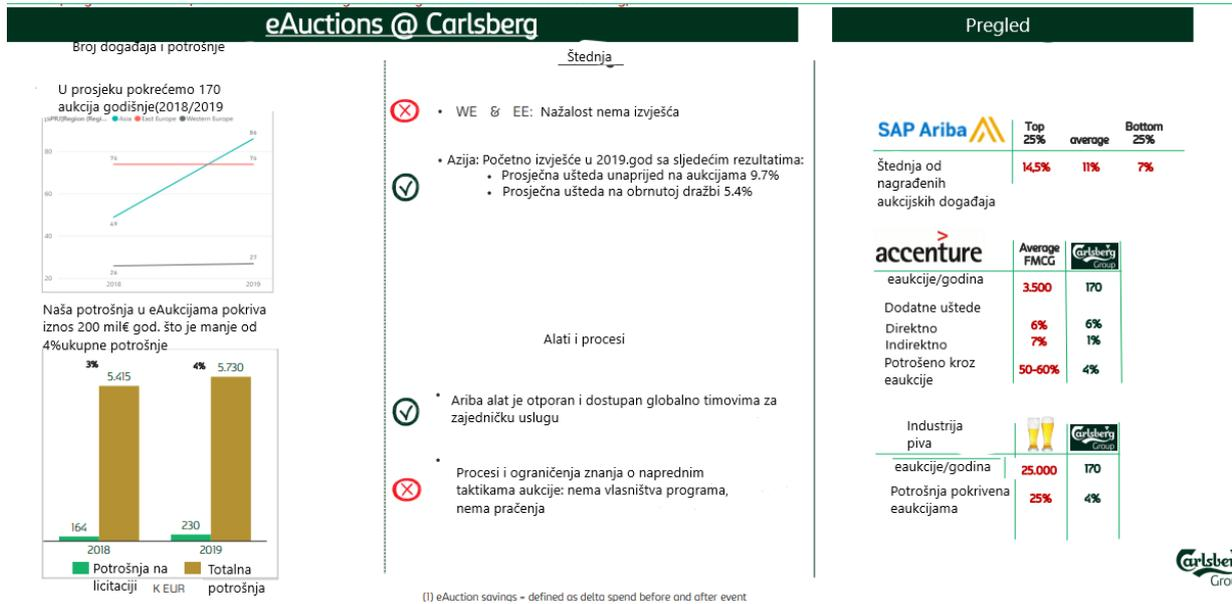 eAuctions @ Carlsberg
Pregled
Broj događaja i potrošnje
U prosjeku pokrećemo 170
aukcija godišnje(2018/2019
Asia East Europe Western Europe
86
80
74
74
60
49
40
26
27
20
2018
2019
Naša potrošnja u eAukcijama pokriva
iznos 200 mil€ god. što je manje od
4%ukupne potrošnje
3%
5.415
4%
5.730
164
230
2018
2019
Potrošnja na
licitaciji
K EUR
Totalna
potrošnja
Štednja
• WE & EE: Nažalost nema izvješća
• Azija: Početno izvješće u 2019.god sa sljedećim rezultatima:
• Prosječna ušteda unaprijed na aukcijama 9.7%
• Prosječna ušteda na obrnutoj dražbi 5.4%
Alati i procesi
• Ariba alat je otporan i dostupan globalno timovima za
zajedničku uslugu
• Procesi i ograničenja znanja o naprednim
taktikama aukcije: nema vlasništva programa,
nema pračenja
(1) eAuction savings = defined as delta spend before and after event
SAP Ariba
Top
25%
average
Bottom
25%
Štednja od
nagrađenih
aukcijskih događaja
14,5% 11% 7%
accenture
Average
FMCG
Carlsberg
Group
eaukcije/godina 3.500 170
Dodatne uštede
Direktno 6% 6%
Indirektno 7% 1%
Potrošeno kroz
eaukcije
50-60% 4%
Industrija
piva
Carlsberg
Group
eaukcije/godina 25.000 170
Potrošnja pokrivena
eaukcijama
25% 4%